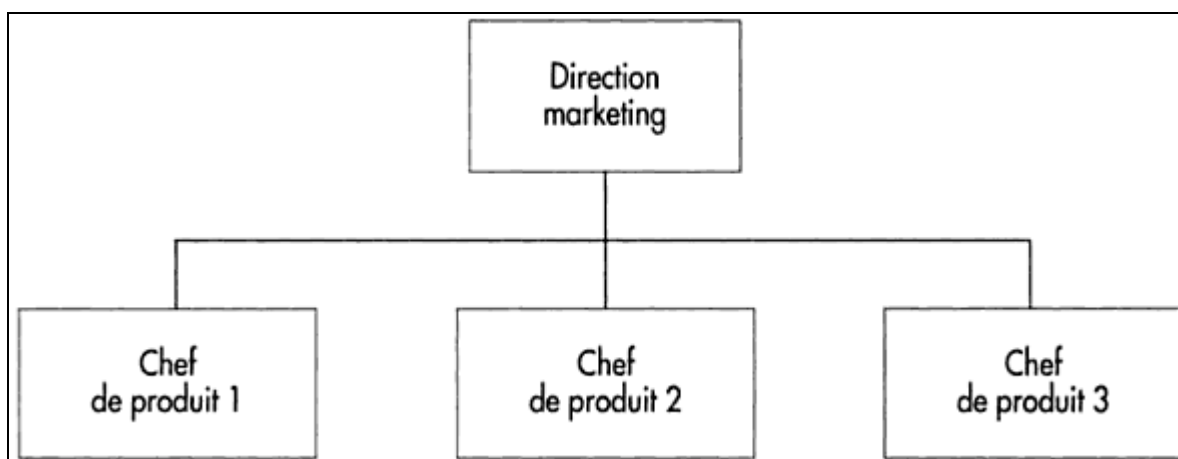 Direction
marketing
Chef
de produit 1
Chef
de produit 2
Chef
de produit 3